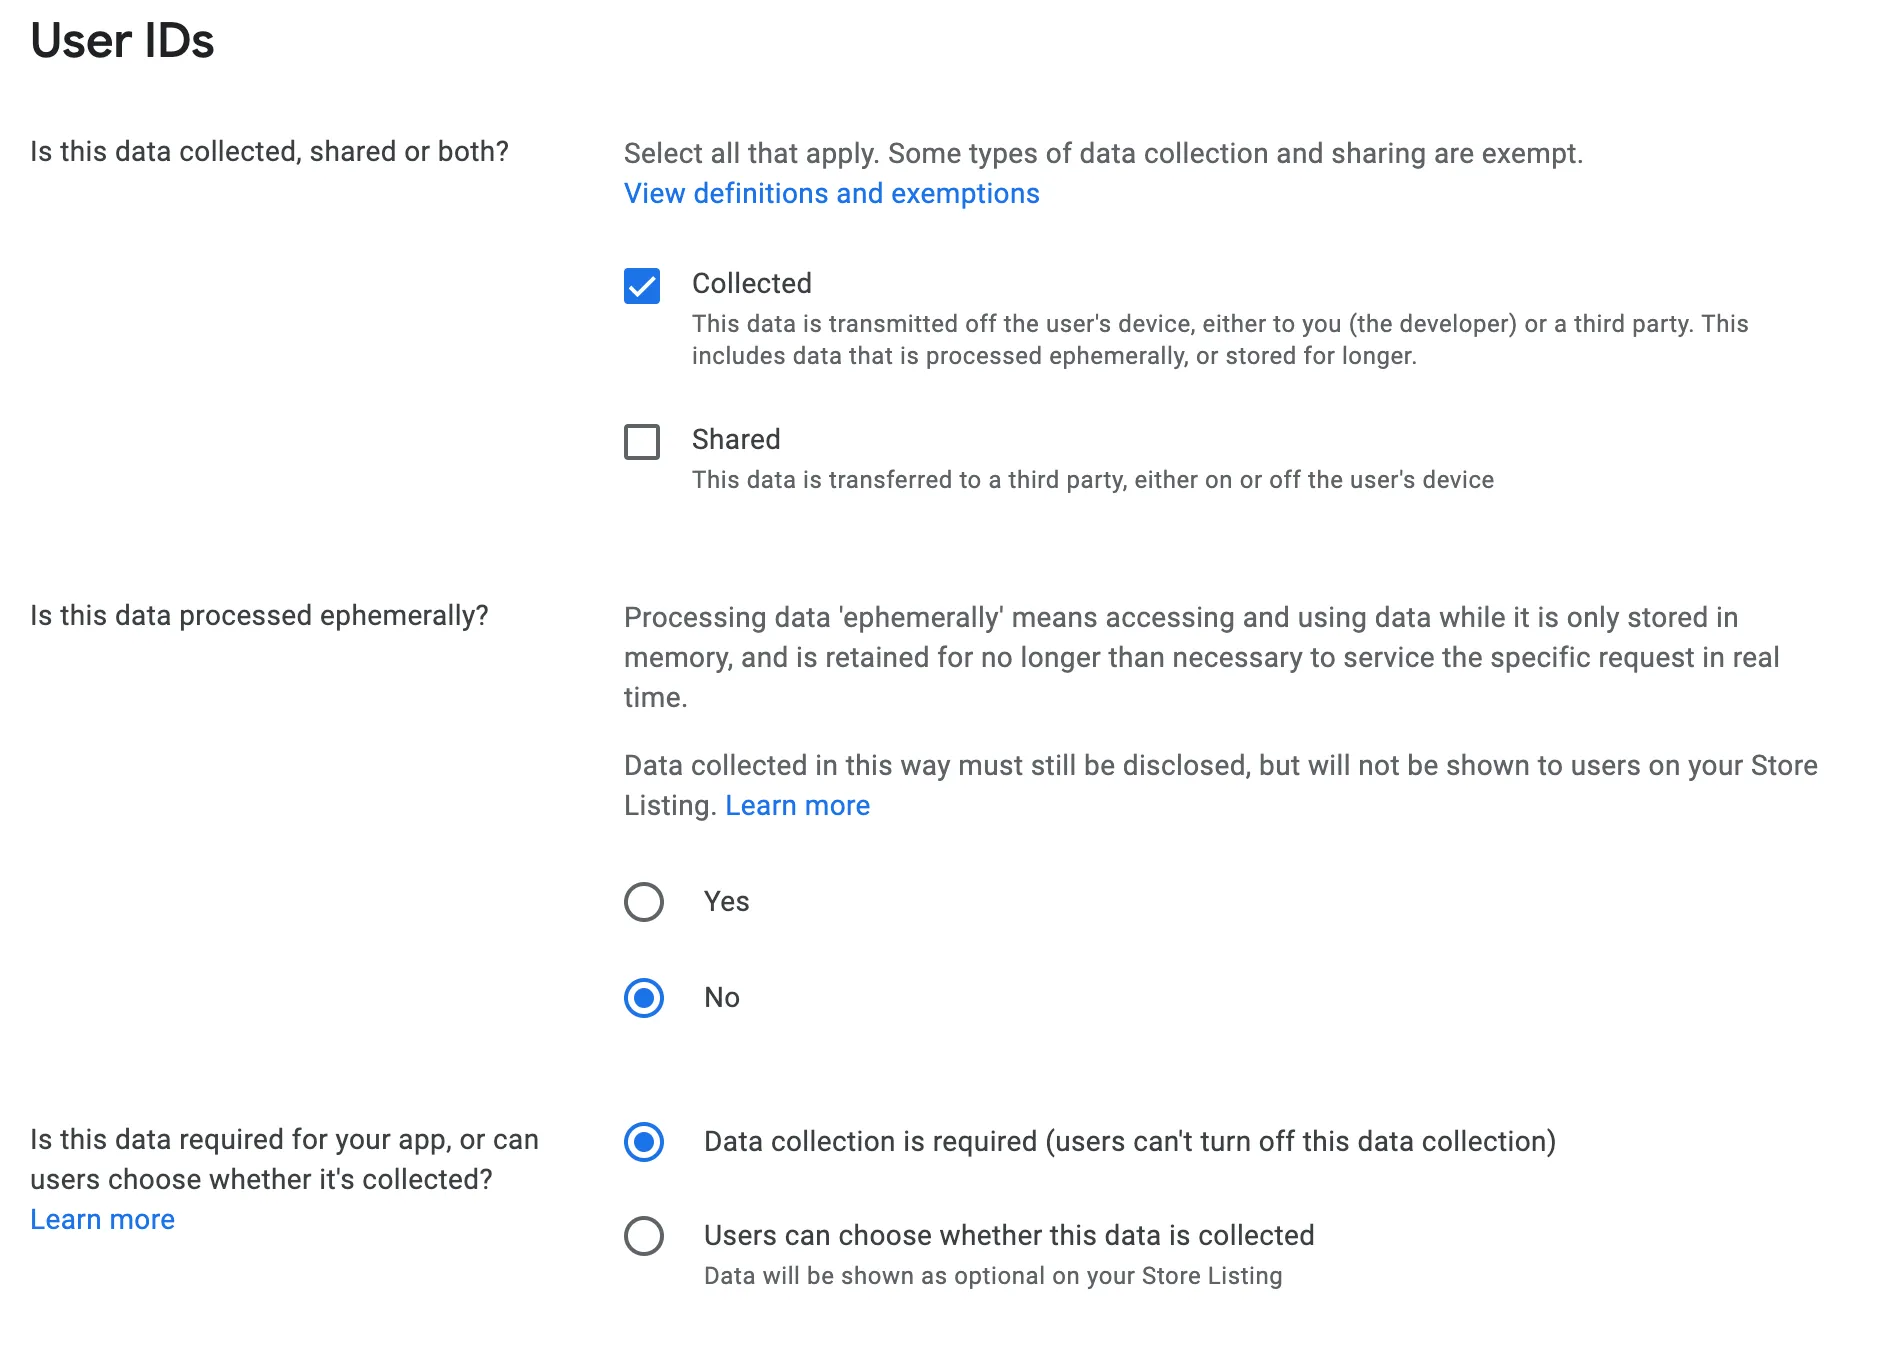 User IDs
Is this data collected, shared or both?
Select all that apply. Some types of data collection and sharing are exempt.
View definitions and exemptions
Collected
This data is transmitted off the user's device, either to you (the developer) or a third party. This
includes data that is processed ephemerally, or stored for longer.
Shared
This data is transferred to a third party, either on or off the user's device
Is this data processed ephemerally?
Processing data 'ephemerally' means accessing and using data while it is only stored in
memory, and is retained for no longer than necessary to service the specific request in real
time.
Data collected in this way must still be disclosed, but will not be shown to users on your Store
Listing. Learn more
Yes
No
Is this data required for your app, or can
users choose whether it's collected?
Learn more
Data collection is required (users can't turn off this data collection)
Users can choose whether this data is collected
Data will be shown as optional on your Store Listing